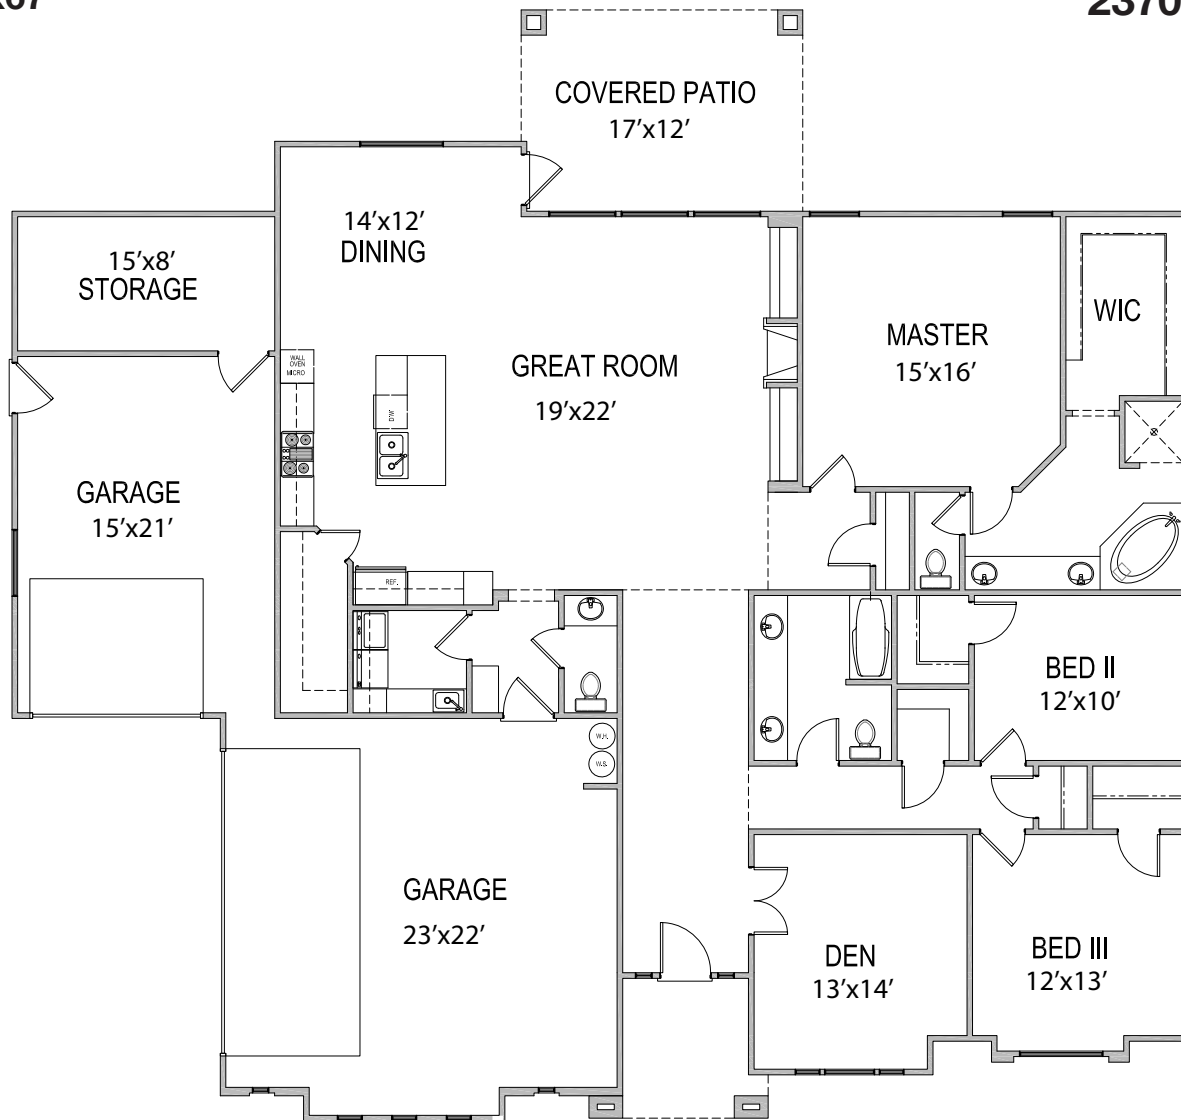 2370
COVERED PATIO
17'x12'
14'x12'
DINING
15'x8'
STORAGE
WIC
MASTER
15'x16'
GREAT ROOM
19'x22'
WALL
OVEN
MICRO
D'W
GARAGE
15'x21'
REF.
BED II
12'x10'
W.H.
W.S.
GARAGE
23'x22'
DEN
13'x14'
BED III
12'x13'